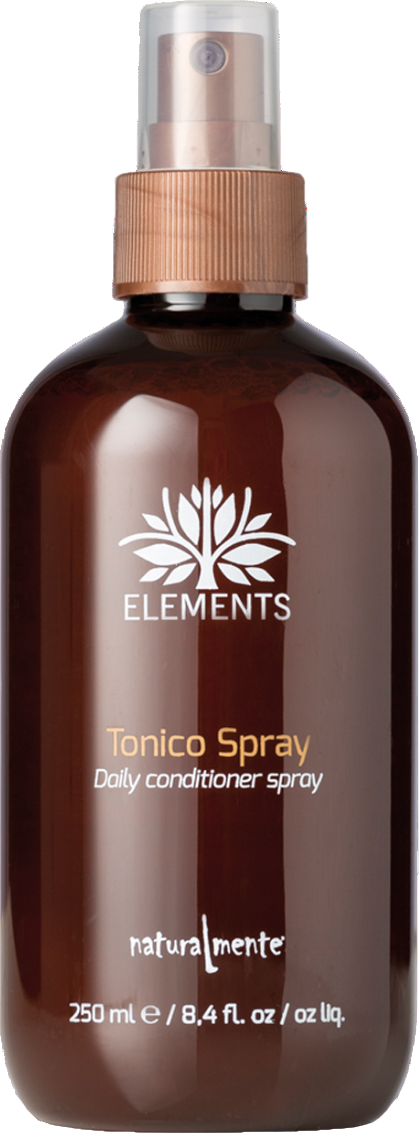 ELEMENTS
Tonico Spray
Daily conditioner spray
naturaLmente®
250 ml ℮ / 8,4 fl. oz / oz liq.